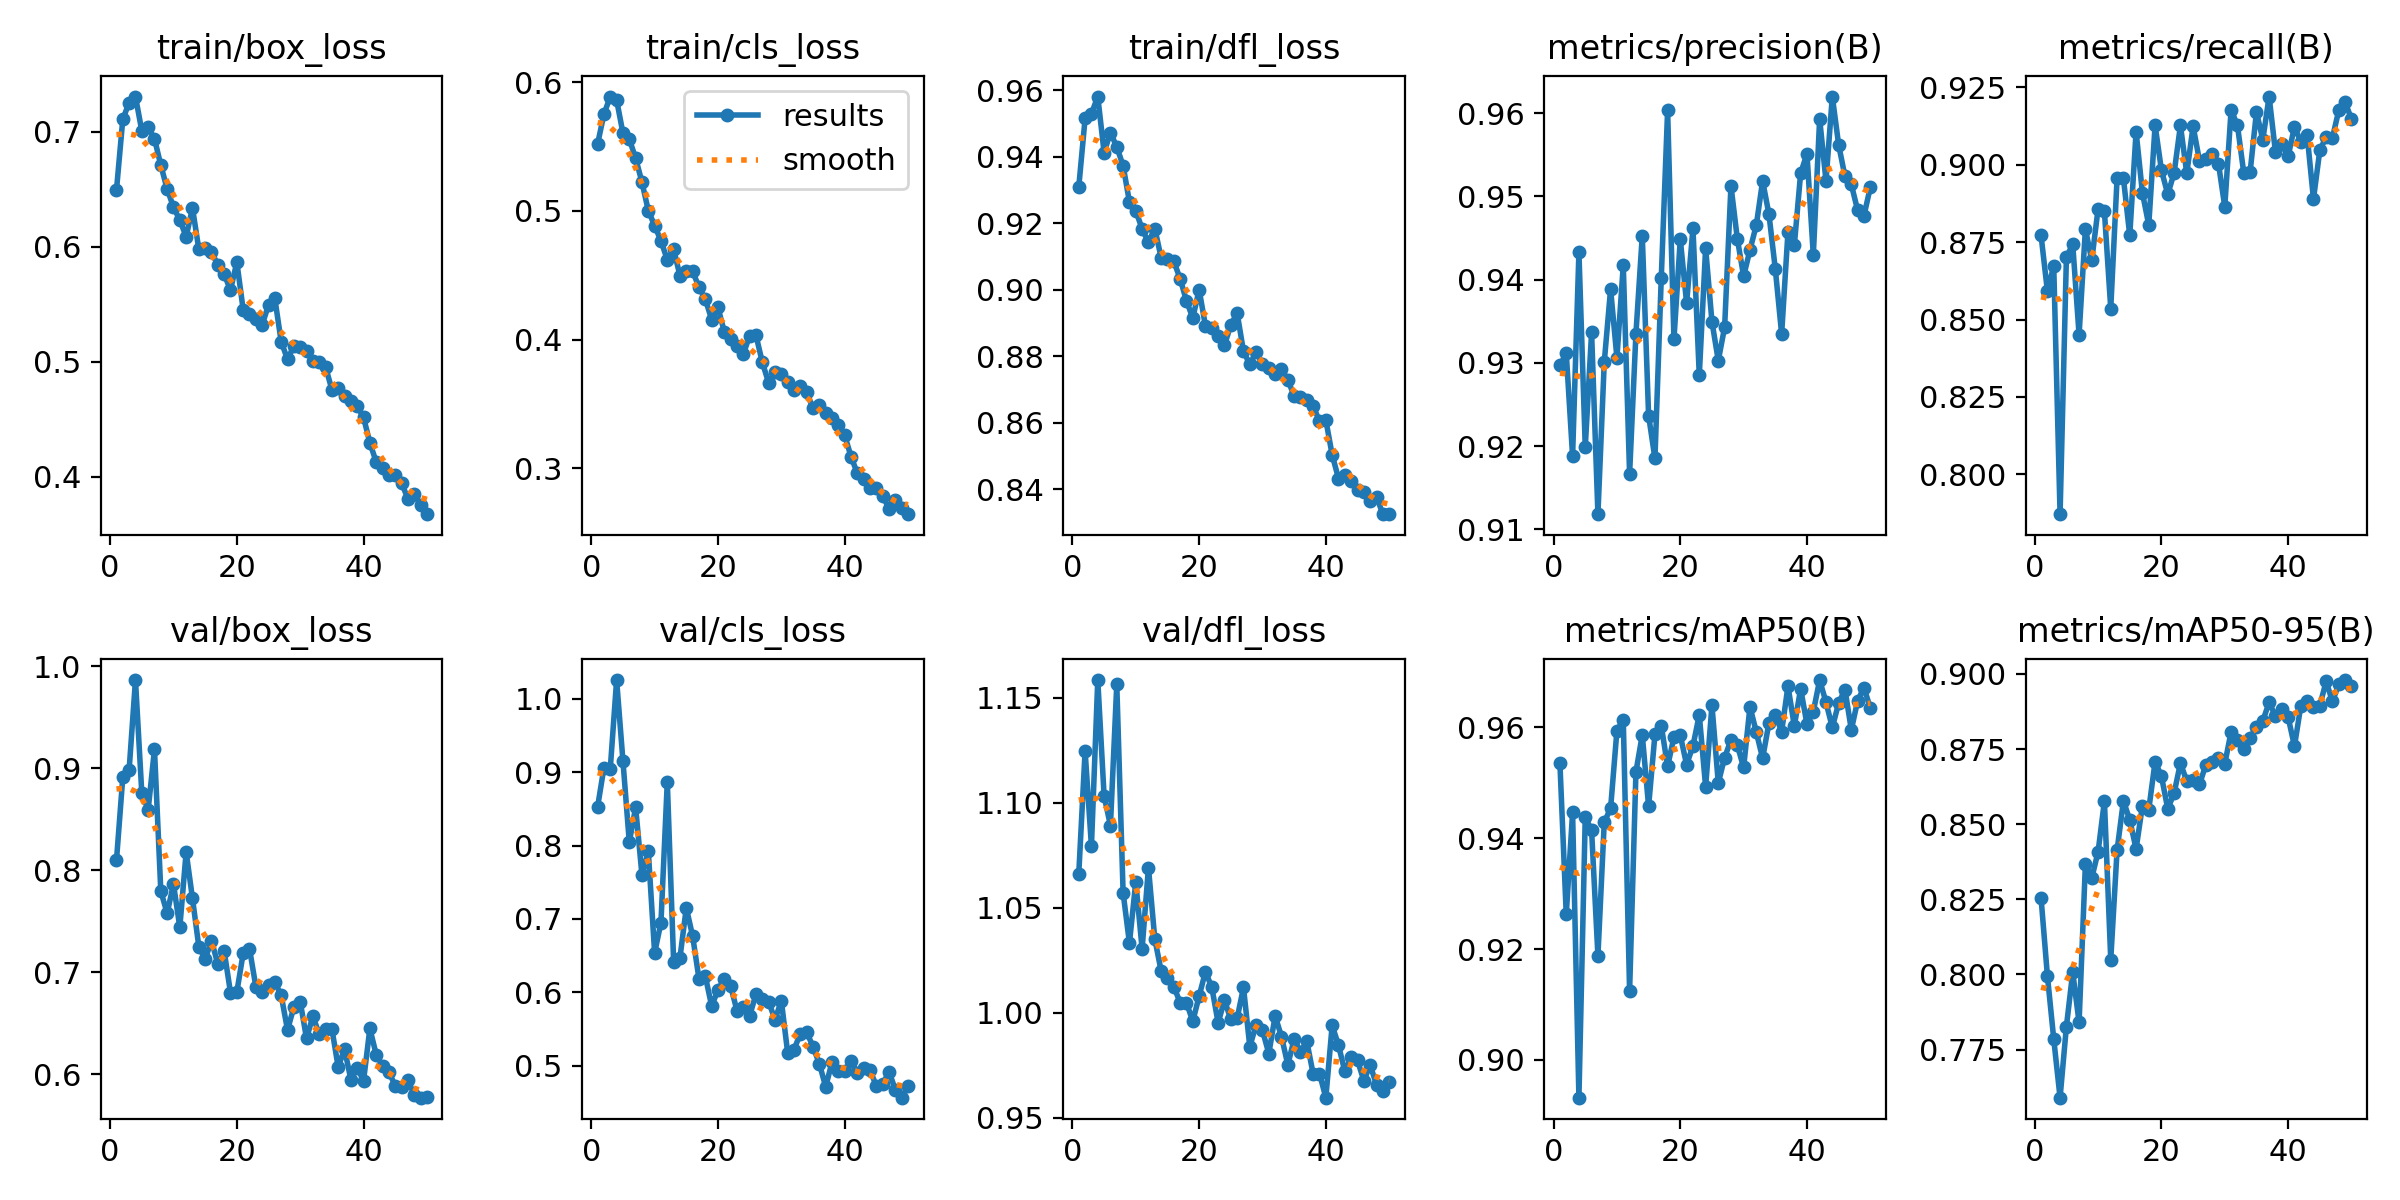 train/box_loss
train/cls_loss
train/dfl_loss
metrics/precision(B)
metrics/recall(B)
0.7
0.6
0.5
0.4
0 20 40
0.6
0.5
0.4
0.3
results
smooth
0 20 40
0.96
0.94
0.92
0.90
0.88
0.86
0.84
0 20 40
0.96
0.95
0.94
0.93
0.92
0.91
0 20 40
0.925
0.900
0.875
0.850
0.825
0.800
0 20 40
val/box_loss
val/cls_loss
val/dfl_loss
metrics/mAP50(B)
metrics/mAP50-95(B)
1.0
0.9
0.8
0.7
0.6
0 20 40
1.0
0.9
0.8
0.7
0.6
0.5
0 20 40
1.15
1.10
1.05
1.00
0.95
0 20 40
0.96
0.94
0.92
0.90
0 20 40
0.900
0.875
0.850
0.825
0.800
0.775
0 20 40